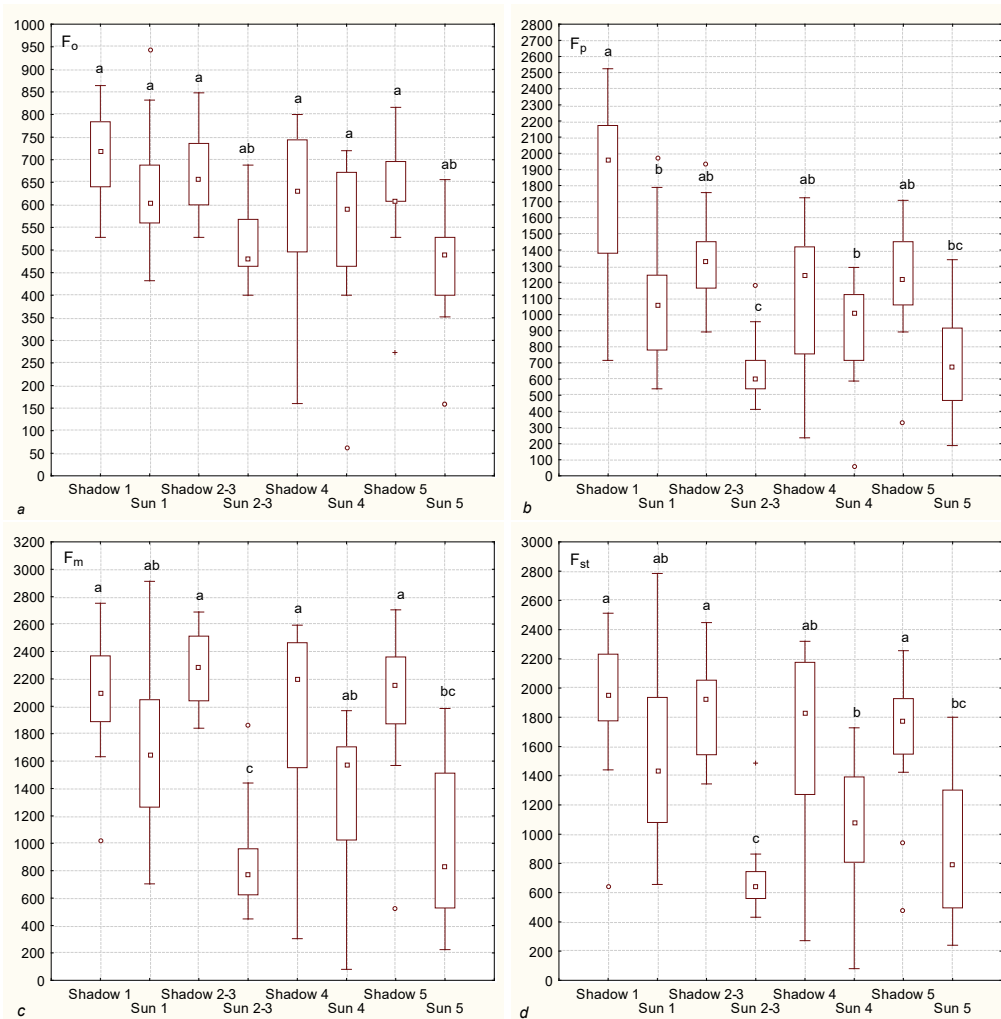 1000
950
900
850
800
750
700
650
600
550
500
450
400
350
300
250
200
150
100
50
0
Fo
a
a
a
ab
a
a
a
ab
Shadow 1 Shadow 2-3 Shadow 4 Shadow 5
Sun 1 Sun 2-3 Sun 4 Sun 5
a
2800
2700
2600
2500
2400
2300
2200
2100
2000
1900
1800
1700
1600
1500
1400
1300
1200
1100
1000
900
800
700
600
500
400
300
200
100
0
Fp
a
b
ab
c
ab
b
ab
bc
Shadow 1 Shadow 2-3 Shadow 4 Shadow 5
Sun 1 Sun 2-3 Sun 4 Sun 5
b
3200
3000
2800
2600
2400
2200
2000
1800
1600
1400
1200
1000
800
600
400
200
0
Fm
a
ab
a
c
a
ab
a
bc
Shadow 1 Shadow 2-3 Shadow 4 Shadow 5
Sun 1 Sun 2-3 Sun 4 Sun 5
c
3000
2800
2600
2400
2200
2000
1800
1600
1400
1200
1000
800
600
400
200
0
Fst
a
ab
a
c
ab
b
a
bc
Shadow 1 Shadow 2-3 Shadow 4 Shadow 5
Sun 1 Sun 2-3 Sun 4 Sun 5
d